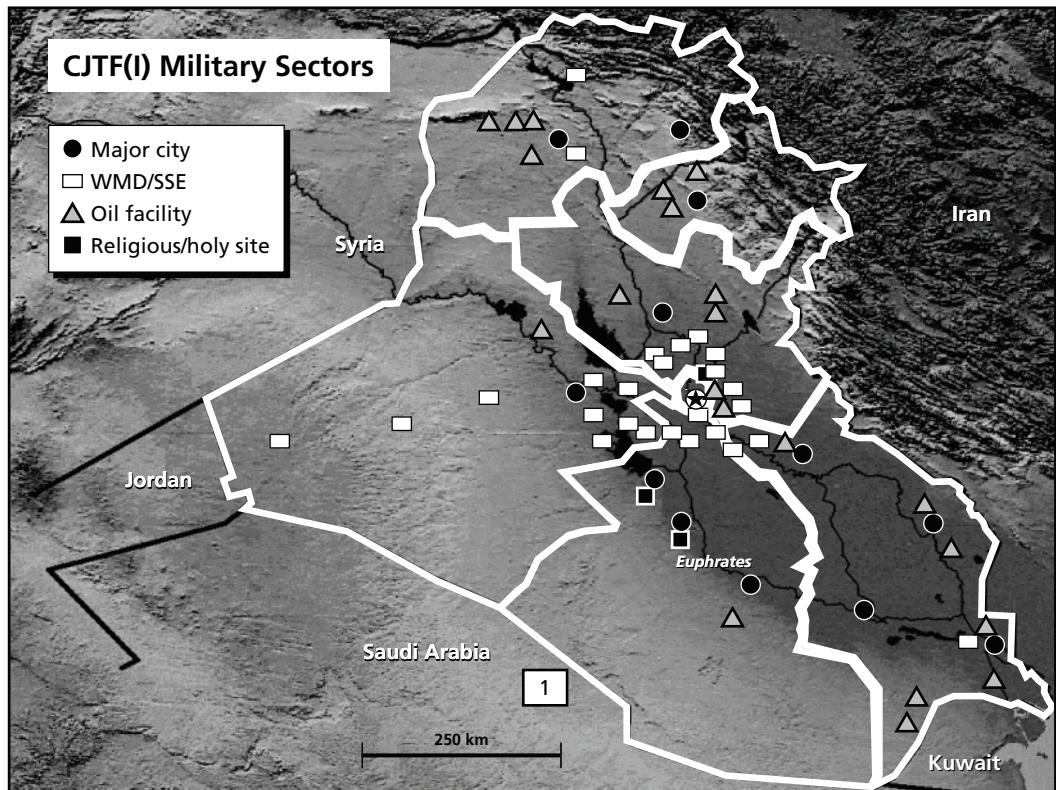 CJTF(I) Military Sectors
Major city
WMD/SSE
Oil facility
Religious/holy site
Syria
Iran
Jordan
Euphrates
Saudi Arabia
1
250 km
Kuwait